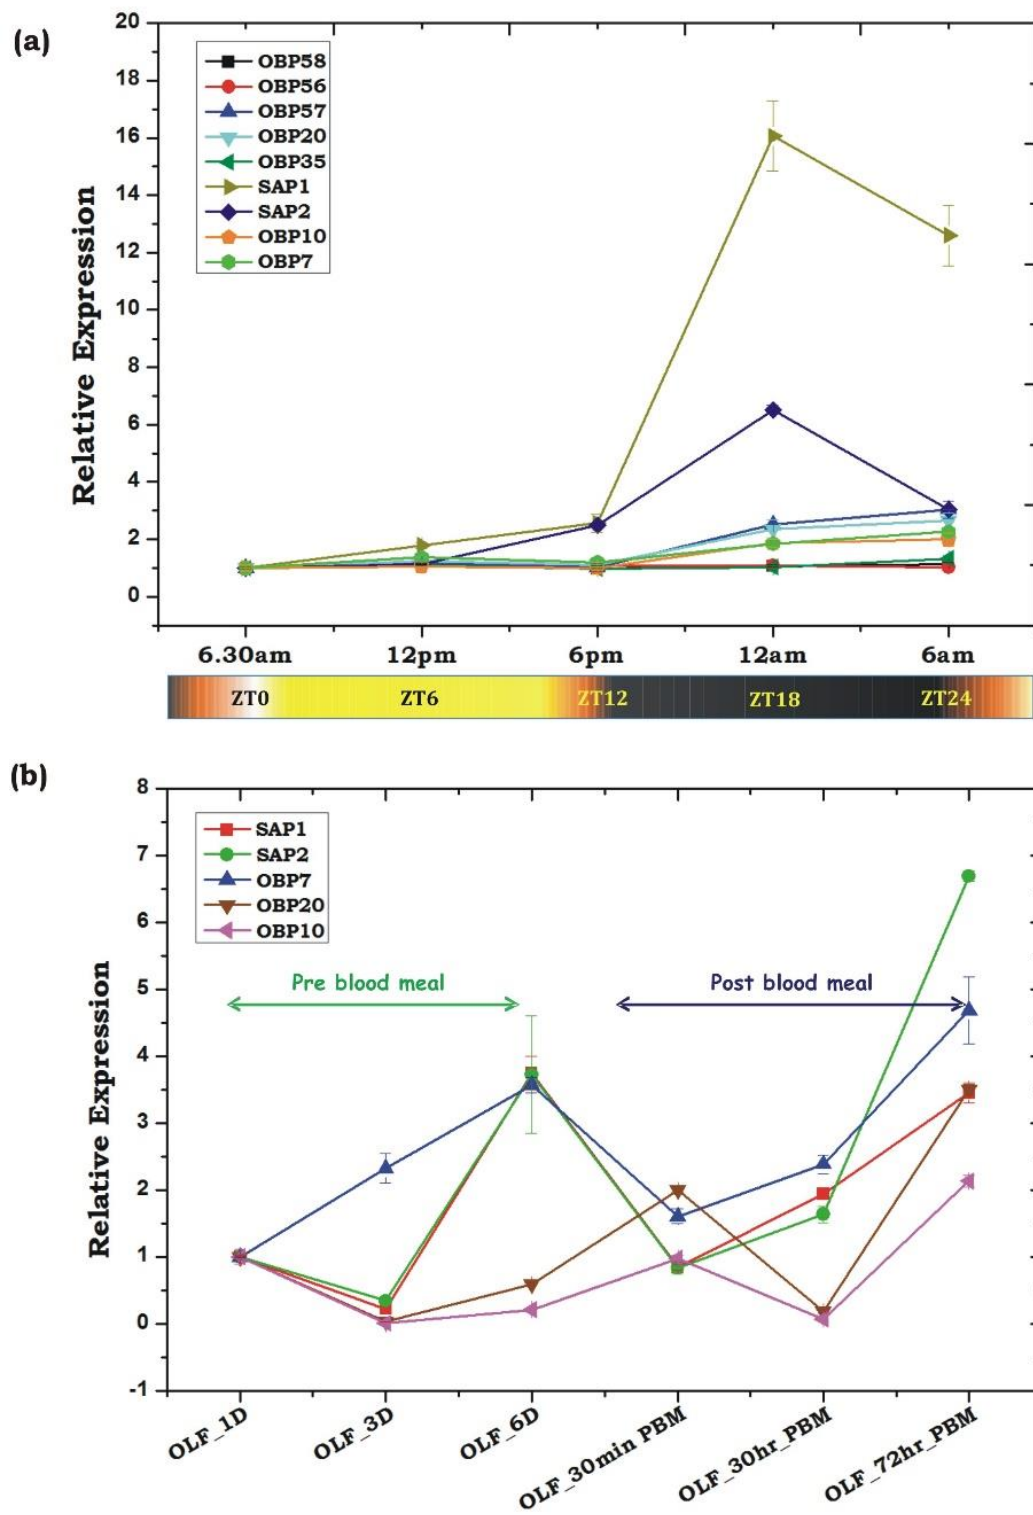 (a)
20
18
16
14
12
10
8
6
4
2
0
Relative Expression
OBP58
OBP56
OBP57
OBP20
OBP35
SAP1
SAP2
OBP10
OBP7
6.30am 12pm 6pm 12am 6am
ZT0 ZT6 ZT12 ZT18 ZT24
(b)
8
7
6
5
4
3
2
1
0
-1
Relative Expression
SAP1
SAP2
OBP7
OBP20
OBP10
Pre blood meal Post blood meal
OLF_1D OLF_3D OLF_6D OLF_30min PBM OLF_30hr_PBM OLF_72hr_PBM